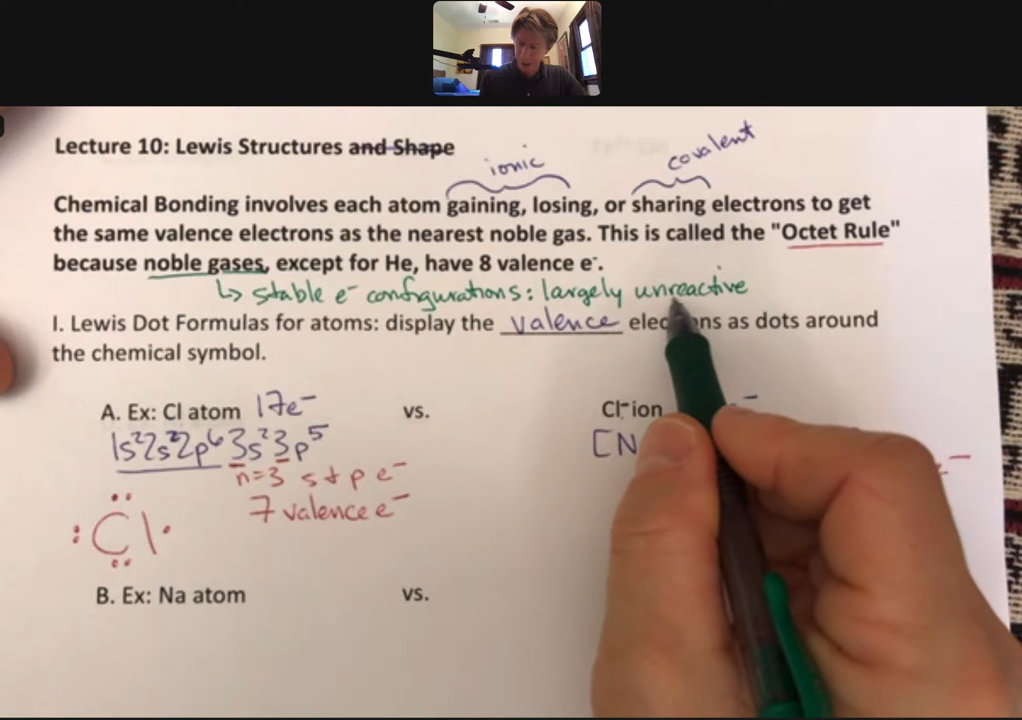 Lecture 10: Lewis Structures and Shape
ionic
covalent
Chemical Bonding involves each atom gaining, losing, or sharing electrons to get
the same valence electrons as the nearest noble gas. This is called the "Octet Rule"
because noble gases, except for He, have 8 valence e⁻.
↳ stable e⁻ configurations: largely unreactive
I. Lewis Dot Formulas for atoms: display the valence elec ns as dots around
the chemical symbol.
A. Ex: Cl atom 17e⁻ vs. Cl⁻ ion e⁻
1s²2s²2p⁶3s²3p⁵ [N
n=3 s + p e⁻
7 valence e⁻
Cl
B. Ex: Na atom vs.